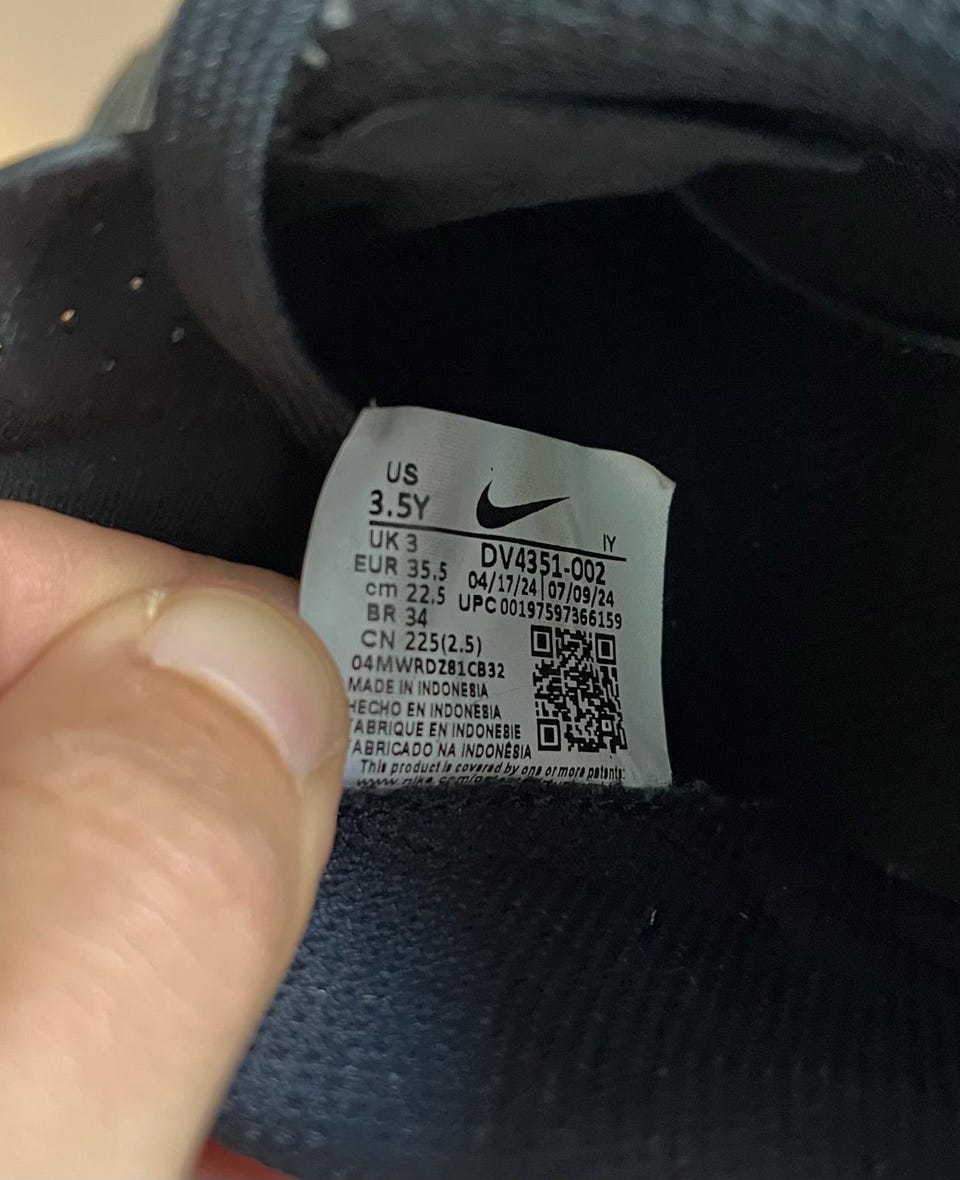 US
3.5Y
IY
UK 3
DV4351-002
EUR 35.5
04/17/24|07/09/24
cm 22.5
UPC 00197597366159
BR 34
CN 225(2.5)
04MWRDZ81CB32
MADE IN INDONESIA
HECHO EN INDONESIA
FABRIQUE EN INDONESIE
FABRICADO NA INDONÉSIA
This product is covered by one or more patents: